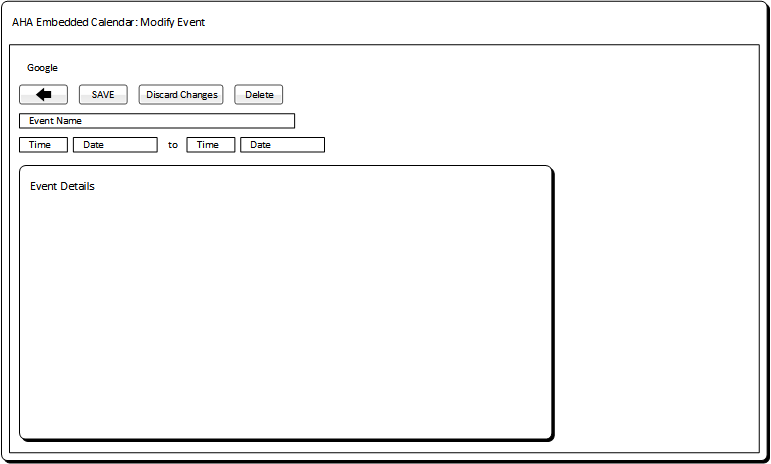 AHA Embedded Calendar: Modify Event
Google
SAVE Discard Changes Delete
Event Name
Time Date to Time Date
Event Details